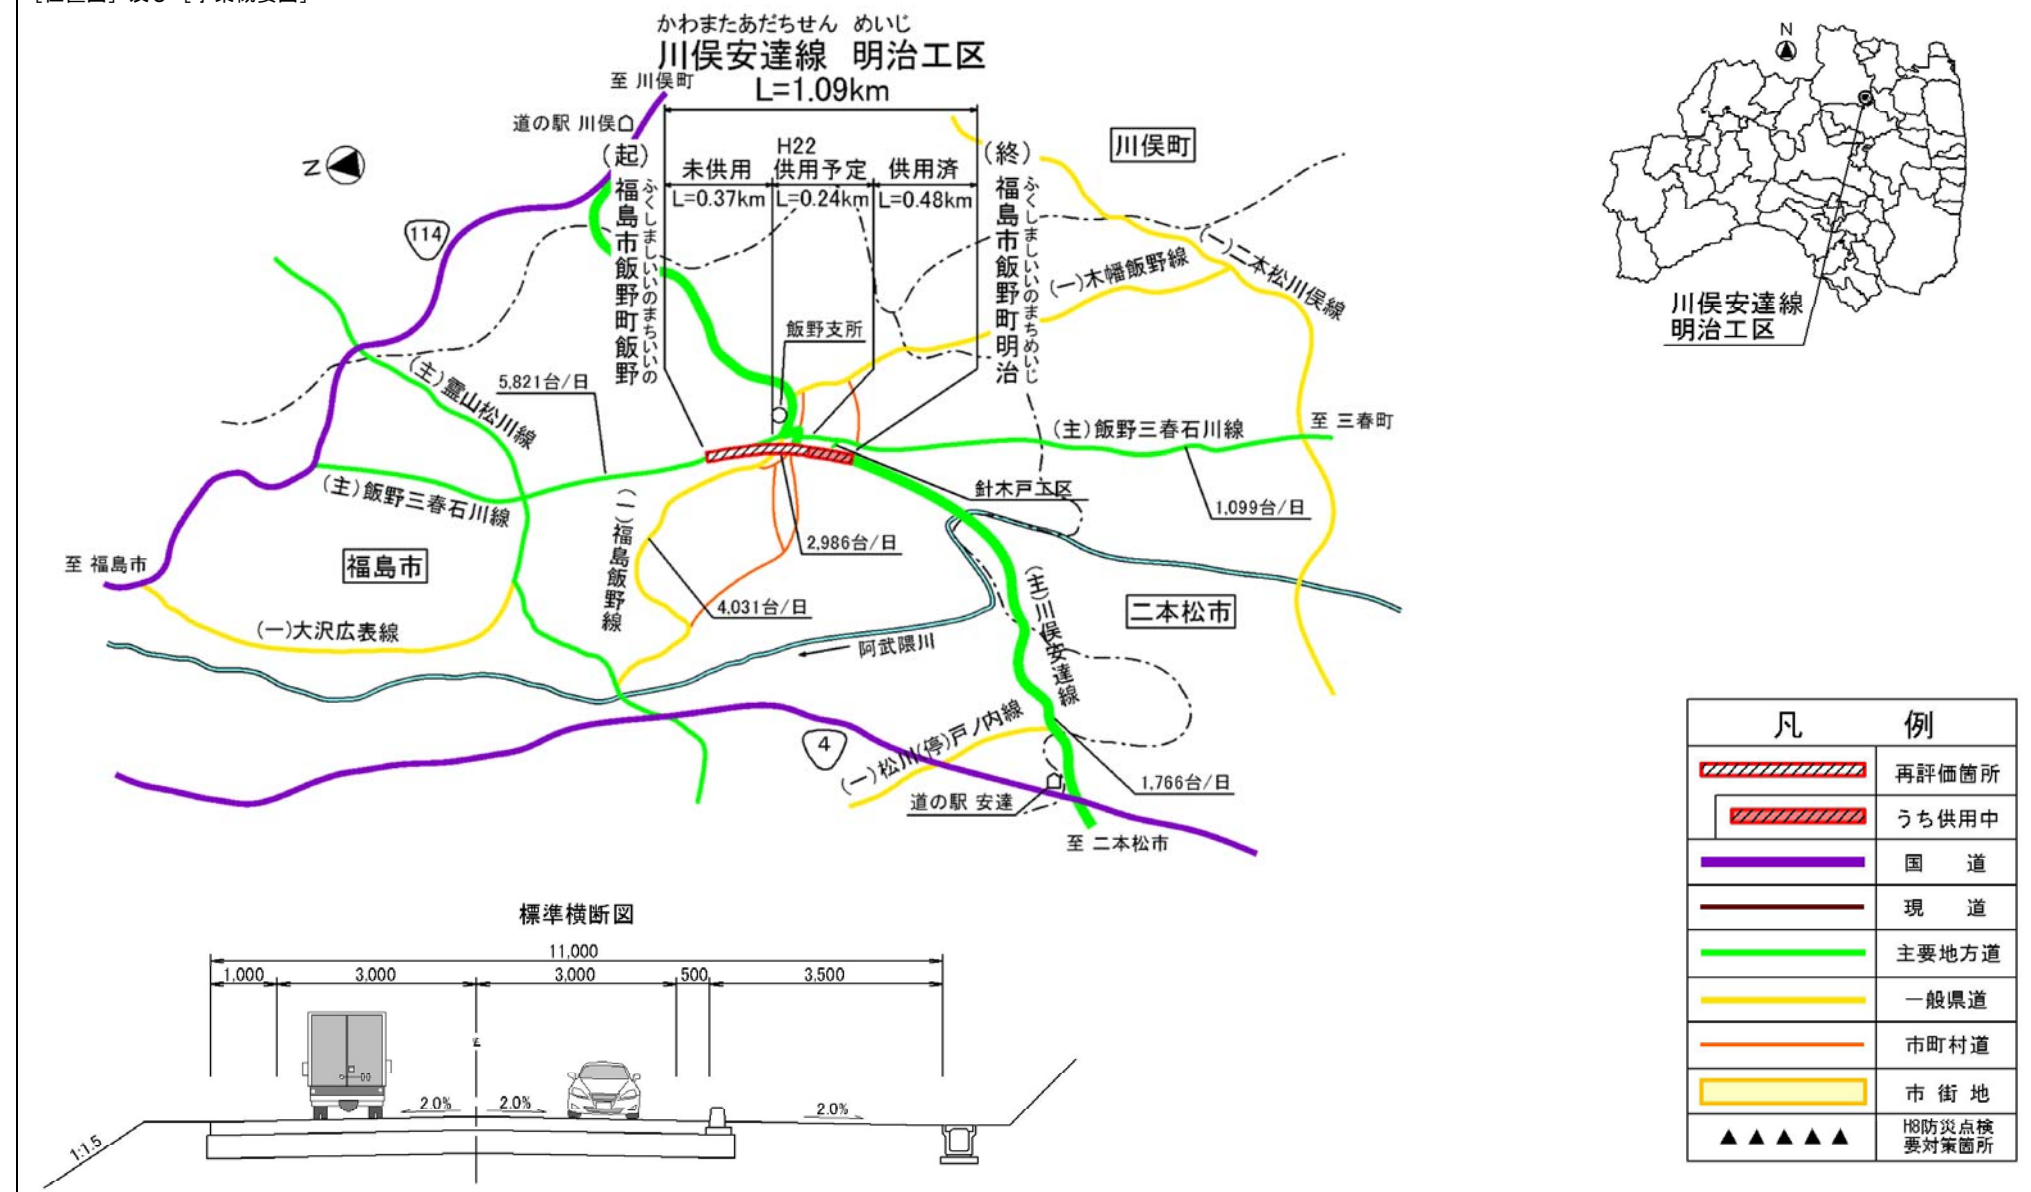 かわまたあだちせん めいじ
川俣安達線 明治工区
L=1.09km
至 川俣町
道の駅 川俣
(起)
福島市飯野町飯野
ふくしましいいのまちいいの
未供用
L=0.37km
H22
供用予定
L=0.24km
供用済
L=0.48km
(終)
福島市飯野町明治
ふくしましいいのまちめいじ
川俣町
N
114
(一)二本松川俣線
(一)木幡飯野線
飯野支所
5,821台/日
(主)霊山松川線
(主)飯野三春石川線
至 三春町
(主)飯野三春石川線
針木戸工区
1,099台/日
2,986台/日
(一)福島飯野線
至 福島市
福島市
4,031台/日
(一)大沢広表線
阿武隈川
(主)川俣安達線
二本松市
4
(一)松川(停)戸ノ内線
道の駅 安達
1,766台/日
至 二本松市
N
川俣安達線
明治工区
標準横断図
11,000
1,000
3,000
3,000
500
3,500
2.0%
2.0%
2.0%
1:1.5
凡 例
再評価箇所
うち供用中
国 道
現 道
主要地方道
一般県道
市町村道
市街地
H8防災点検
要対策箇所